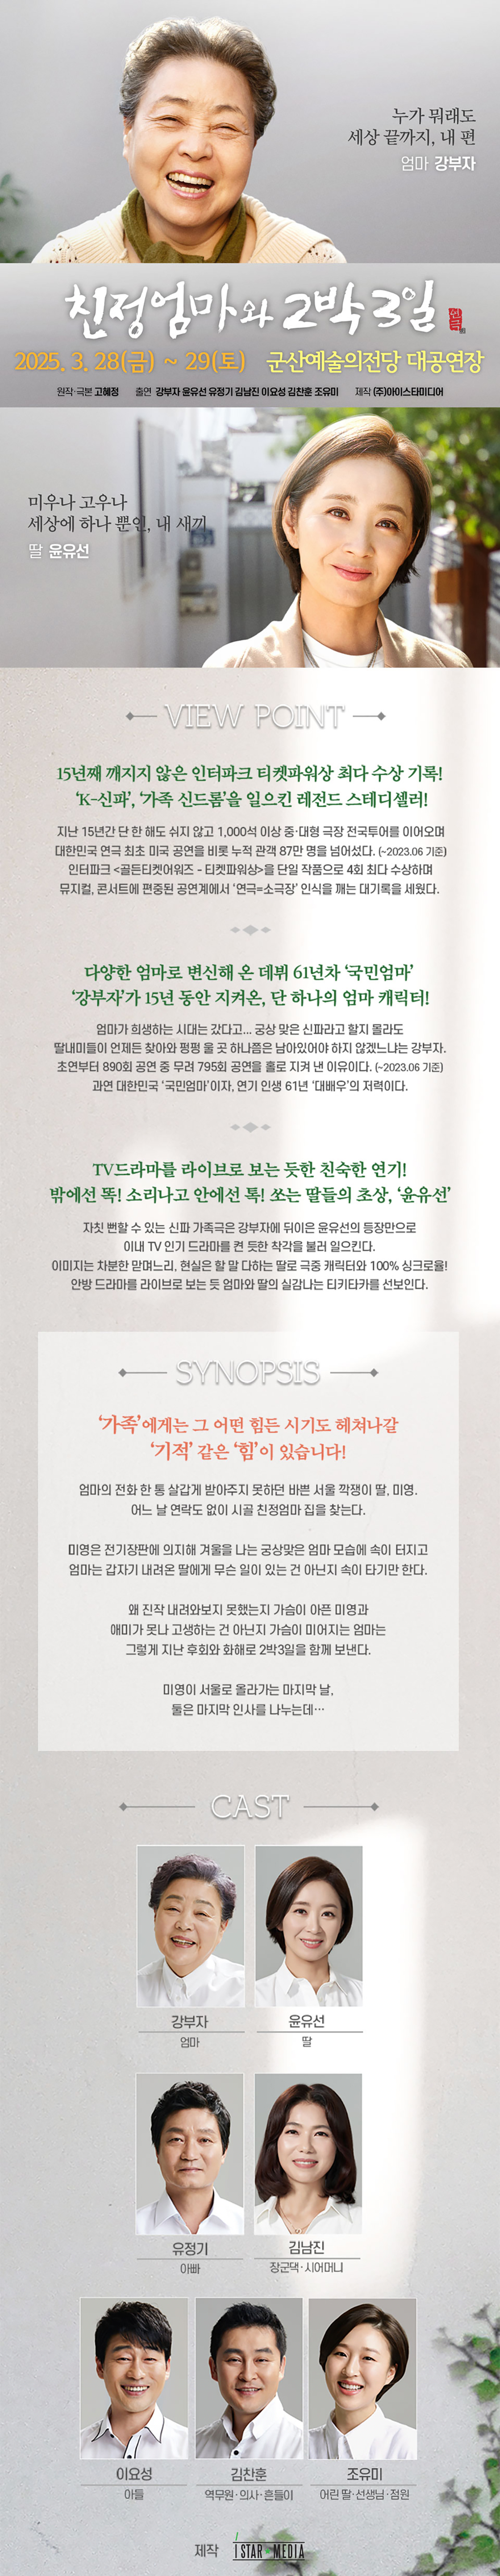 누가 뭐래도
세상 끝까지, 내 편
엄마 강부자
친정엄마와 2박 3일
연극
2025. 3. 28(금) ~ 29(토) 군산예술의전당 대공연장
원작·극본 고혜정 출연 강부자 윤유선 유정기 김남진 이요성 김찬훈 조유미 제작 (주)아이스타미디어
미우나 고우나
세상에 하나 뿐인, 내 새끼
딸 윤유선
VIEW POINT
15년째 깨지지 않은 인터파크 티켓파워상 최다 수상 기록!
‘K-신파’, ‘가족 신드롬’을 일으킨 레전드 스테디셀러!
지난 15년간 단 한 해도 쉬지 않고 1,000석 이상 중·대형 극장 전국투어를 이어오며
대한민국 연극 최초 미국 공연을 비롯 누적 관객 87만 명을 넘어섰다. (~2023.06 기준)
인터파크 <골든티켓어워즈 - 티켓파워상>을 단일 작품으로 4회 최다 수상하며
뮤지컬, 콘서트에 편중된 공연계에서 ‘연극=소극장’ 인식을 깨는 대기록을 세웠다.
다양한 엄마로 변신해 온 데뷔 61년차 ‘국민엄마’
‘강부자’가 15년 동안 지켜온, 단 하나의 엄마 캐릭터!
엄마가 희생하는 시대는 갔다고... 궁상 맞은 신파라고 할지 몰라도
딸내미들이 언제든 찾아와 펑펑 울 곳 하나쯤은 남아있어야 하지 않겠느냐는 강부자.
초연부터 890회 공연 중 무려 795회 공연을 홀로 지켜 낸 이유이다. (~2023.06 기준)
과연 대한민국 ‘국민엄마’이자, 연기 인생 61년 ‘대배우’의 저력이다.
TV드라마를 라이브로 보는 듯한 친숙한 연기!
밖에선 똑! 소리나고 안에선 톡! 쏘는 딸들의 초상, ‘윤유선’
자칫 뻔할 수 있는 신파 가족극은 강부자에 뒤이은 윤유선의 등장만으로
이내 TV 인기 드라마를 켠 듯한 착각을 불러 일으킨다.
이미지는 차분한 맏며느리, 현실은 할 말 다하는 딸로 극중 캐릭터와 100% 싱크로율!
안방 드라마를 라이브로 보는 듯 엄마와 딸의 실감나는 티키타카를 선보인다.
SYNOPSIS
‘가족’에게는 그 어떤 힘든 시기도 헤쳐나갈
‘기적’ 같은 ‘힘’이 있습니다!
엄마의 전화 한 통 살갑게 받아주지 못하던 바쁜 서울 깍쟁이 딸, 미영.
어느 날 연락도 없이 시골 친정엄마 집을 찾는다.
미영은 전기장판에 의지해 겨울을 나는 궁상맞은 엄마 모습에 속이 터지고
엄마는 갑자기 내려온 딸에게 무슨 일이 있는 건 아닌지 속이 타기만 한다.
왜 진작 내려와보지 못했는지 가슴이 아픈 미영과
애미가 못나 고생하는 건 아닌지 가슴이 미어지는 엄마는
그렇게 지난 후회와 화해로 2박3일을 함께 보낸다.
미영이 서울로 올라가는 마지막 날,
둘은 마지막 인사를 나누는데…
CAST
강부자 윤유선
엄마 딸
유정기 김남진
아빠 장군댁·시어머니
이요성 김찬훈 조유미
아들 역무원·의사·흔들이 어린 딸·선생님·점원
제작 ISTAR MEDIA